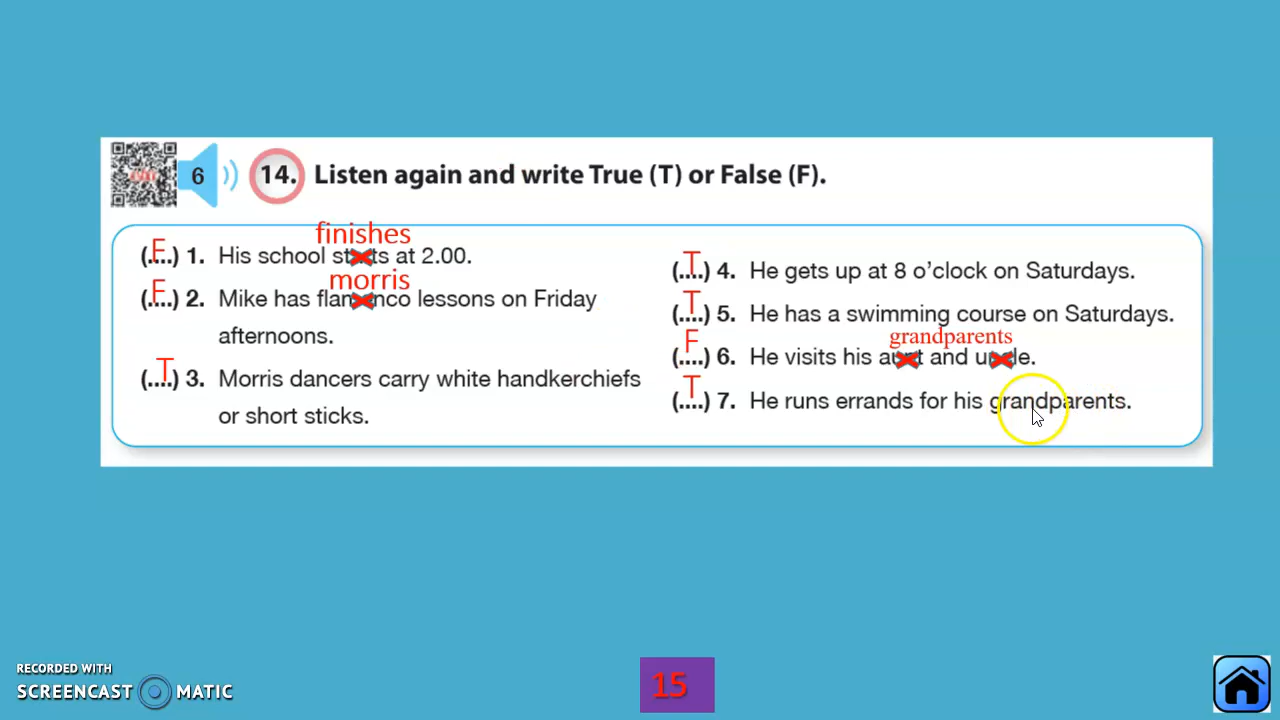 6 14. Listen again and write True (T) or False (F).
finishes
(....) F 1. His school starts at 2.00.
morris
(....) F 2. Mike has flamenco lessons on Friday
afternoons.
(....) T 3. Morris dancers carry white handkerchiefs
or short sticks.
(....) T 4. He gets up at 8 o'clock on Saturdays.
(....) T 5. He has a swimming course on Saturdays.
grandparents
(....) F 6. He visits his aunt and uncle.
(....) T 7. He runs errands for his grandparents.
RECORDED WITH
SCREENCAST MATIC
15